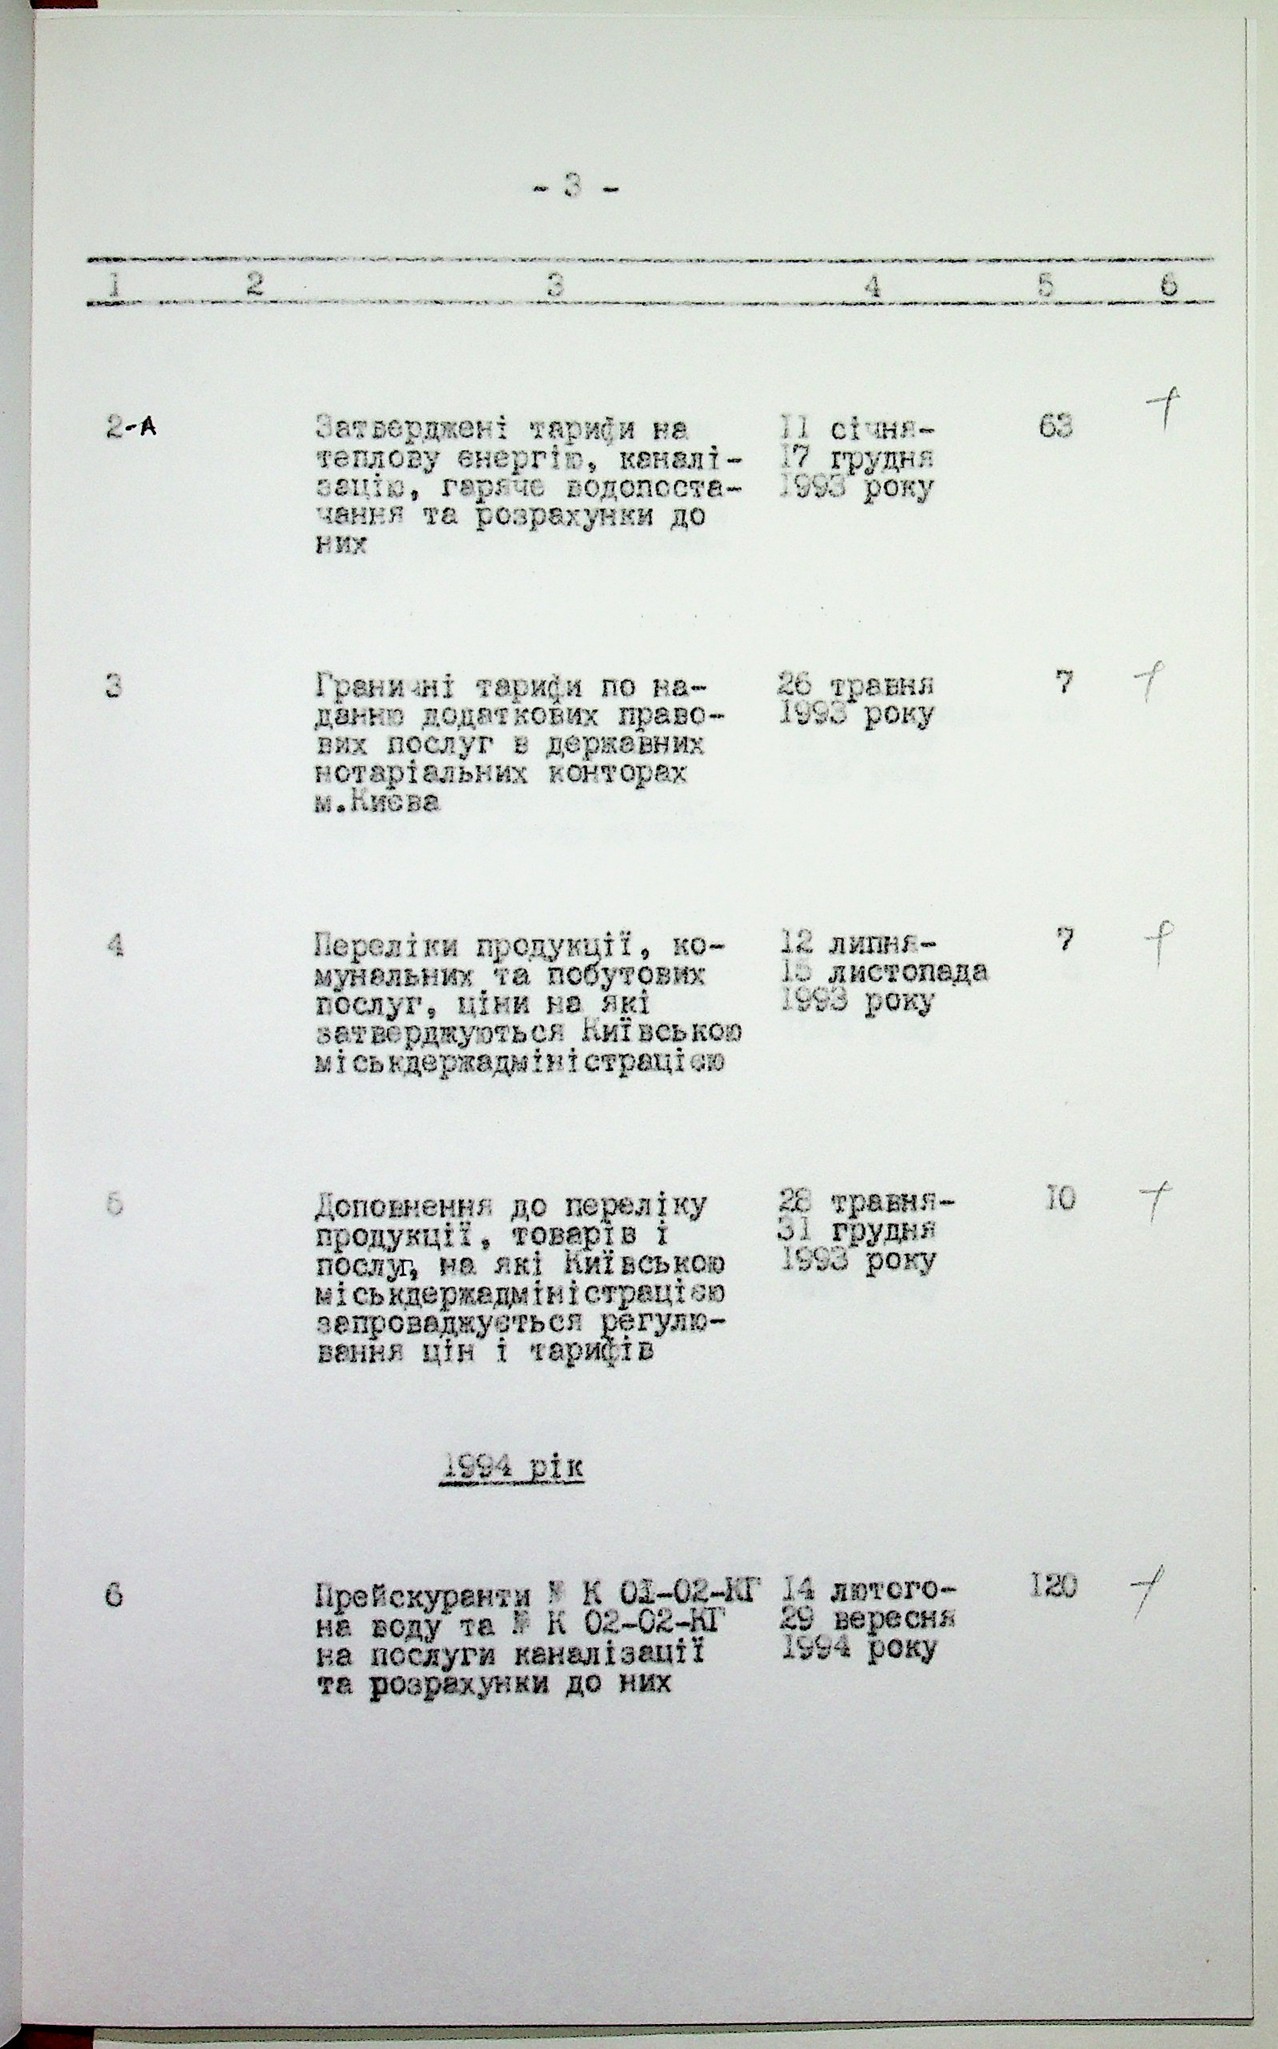 - 3 -
1 2 3 4 5 6
2-А Затверджені тарифи на 11 січня- 63 +
теплову енергію, каналі- 17 грудня
зацію, гаряче водопоста- 1993 року
чання та розрахунки до
них
3 Граничні тарифи по на- 26 травня 7 +
данню додаткових право- 1993 року
вих послуг в державних
нотаріальних конторах
м.Києва
4 Переліки продукції, ко- 12 липня- 7 +
мунальних та побутових 15 листопада
послуг, ціни на які 1993 року
затверджуються Київською
міськдержадміністрацією
5 Доповнення до переліку 28 травня- 10 +
продукції, товарів і 31 грудня
послуг, на які Київською 1993 року
міськдержадміністрацією
запроваджується регулю-
вання цін і тарифів
1994 рік
6 Прейскуранти № К 01-02-КГ 14 лютого- 120 +
на воду та № К 02-02-КГ 29 вересня
на послуги каналізації 1994 року
та розрахунки до них